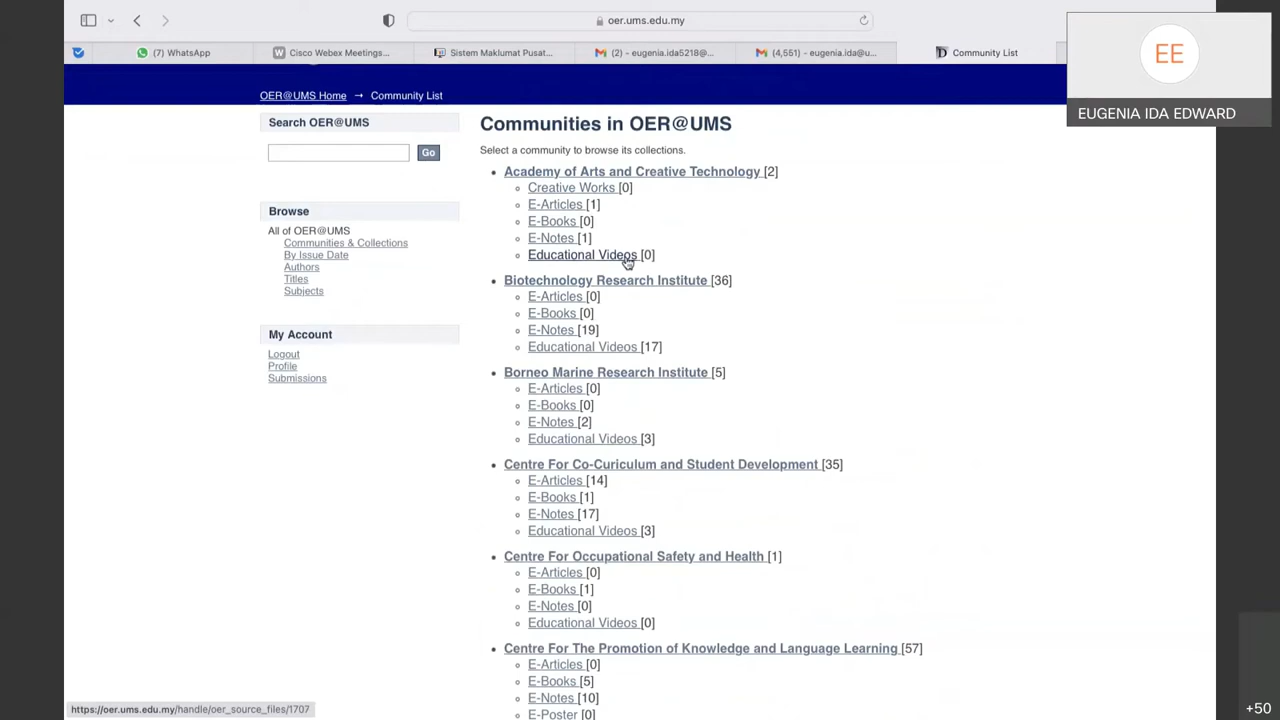 oer.ums.edu.my
(7) WhatsApp
Cisco Webex Meetings...
Sistem Maklumat Pusat...
(2) - eugenia.ida5218@...
(4,551) - eugenia.ida@u...
Community List
EE
EUGENIA IDA EDWARD
OER@UMS Home → Community List
Search OER@UMS
Go
Browse
All of OER@UMS
Communities & Collections
By Issue Date
Authors
Titles
Subjects
My Account
Logout
Profile
Submissions
Communities in OER@UMS
Select a community to browse its collections.
Academy of Arts and Creative Technology [2]
Creative Works [0]
E-Articles [1]
E-Books [0]
E-Notes [1]
Educational Videos [0]
Biotechnology Research Institute [36]
E-Articles [0]
E-Books [0]
E-Notes [19]
Educational Videos [17]
Borneo Marine Research Institute [5]
E-Articles [0]
E-Books [0]
E-Notes [2]
Educational Videos [3]
Centre For Co-Curiculum and Student Development [35]
E-Articles [14]
E-Books [1]
E-Notes [17]
Educational Videos [3]
Centre For Occupational Safety and Health [1]
E-Articles [0]
E-Books [1]
E-Notes [0]
Educational Videos [0]
Centre For The Promotion of Knowledge and Language Learning [57]
E-Articles [0]
E-Books [5]
E-Notes [10]
E-Poster [0]
https://oer.ums.edu.my/handle/oer_source_files/1707
+50